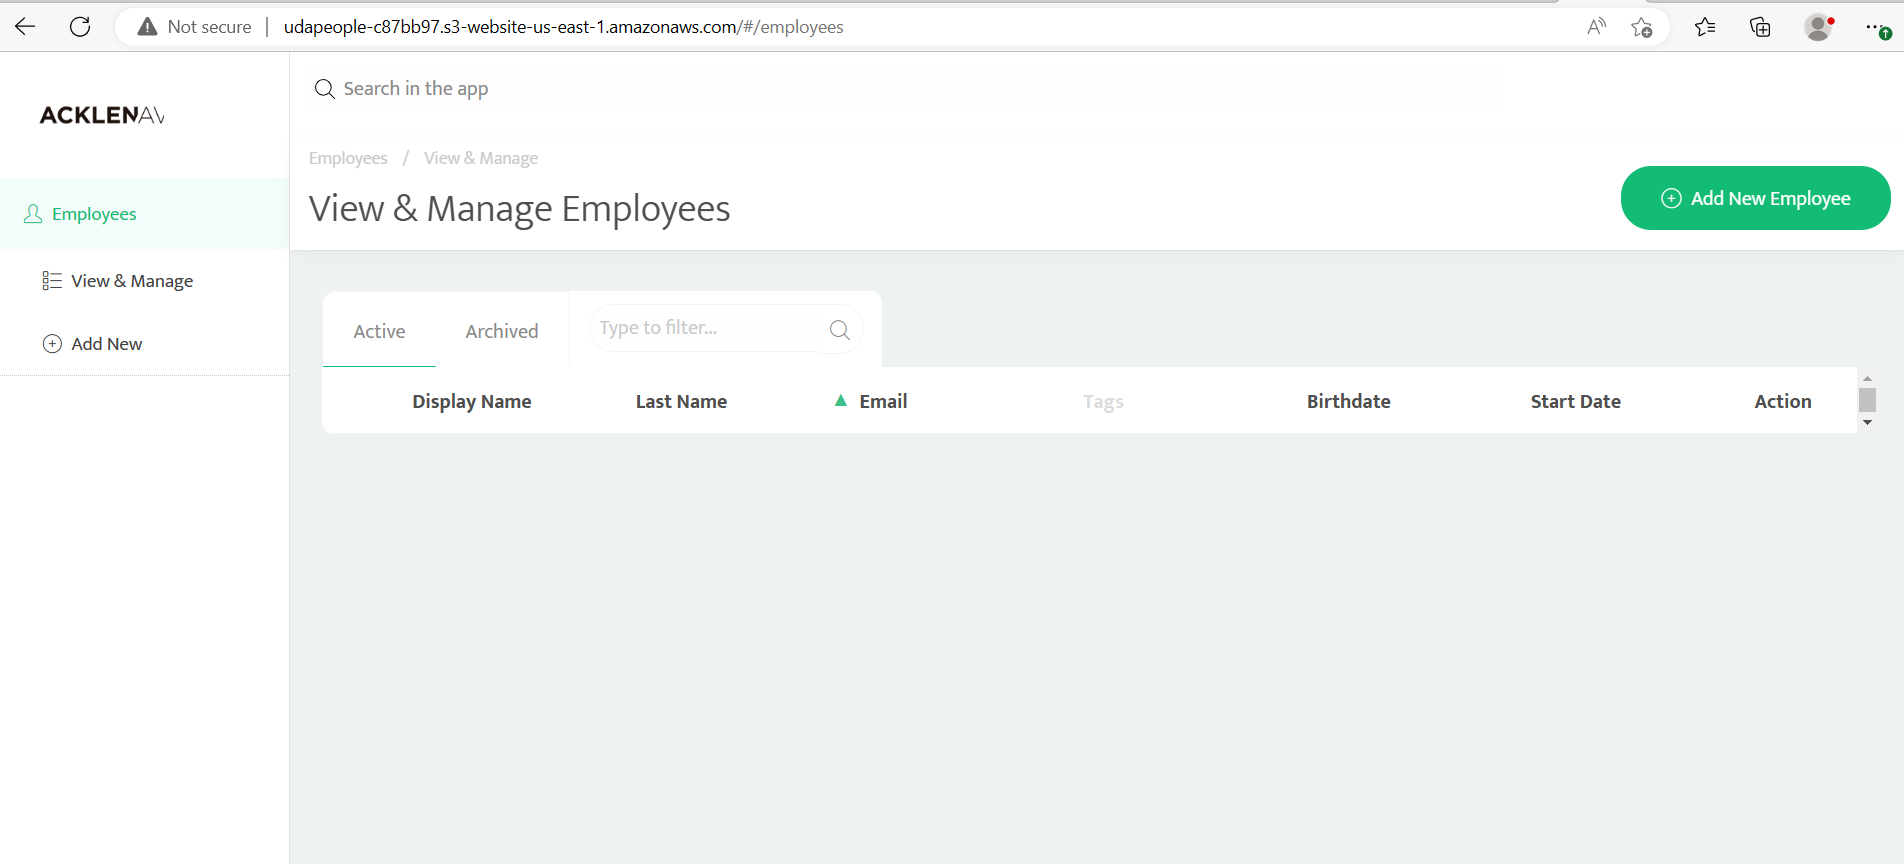 Not secure | udapeople-c87bb97.s3-website-us-east-1.amazonaws.com/#/employees
Search in the app
ACKLENAV
Employees / View & Manage
View & Manage Employees
Add New Employee
Employees
View & Manage
Add New
Active Archived Type to filter...
Display Name Last Name Email Tags Birthdate Start Date Action